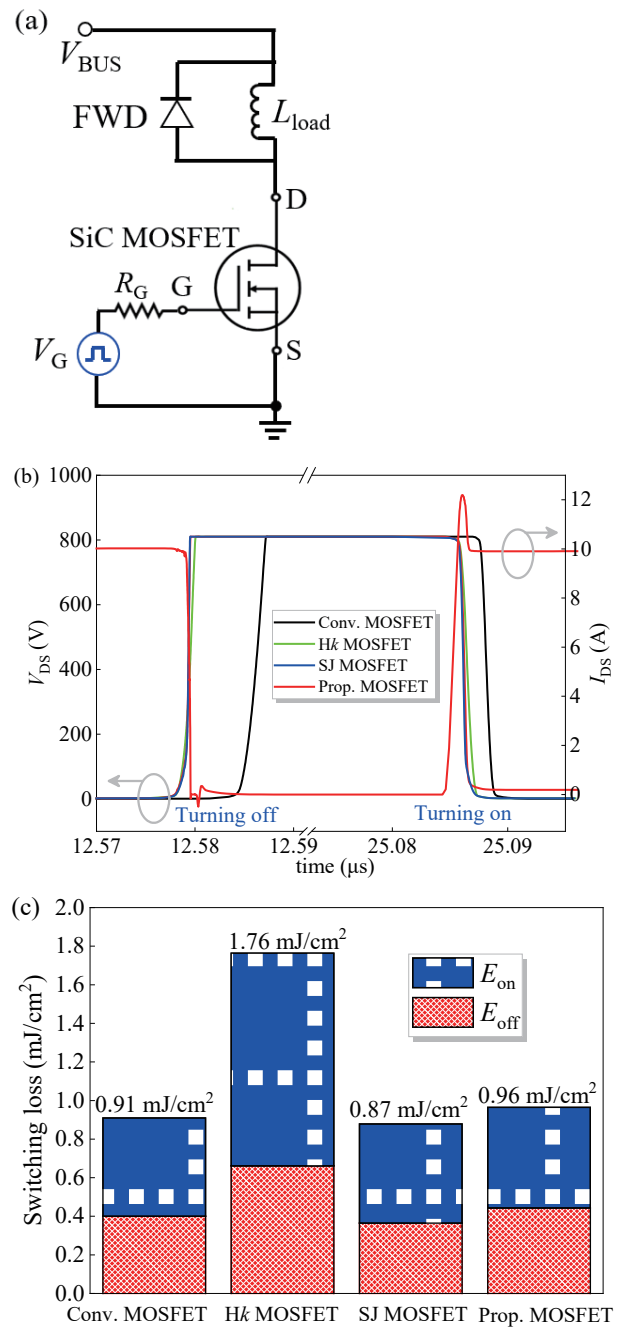 (a)
V_BUS
FWD
L_load
D
SiC MOSFET
R_G
G
V_G
S
(b)
1000
800
600
400
200
0
V_DS (V)
12
10
8
6
4
2
0
I_DS (A)
Conv. MOSFET
Hk MOSFET
SJ MOSFET
Prop. MOSFET
Turning off
Turning on
12.57
12.58
12.59
25.08
25.09
time (μs)
(c)
2.0
1.8
1.6
1.4
1.2
1.0
0.8
0.6
0.4
0.2
0.0
Switching loss (mJ/cm²)
0.91 mJ/cm²
1.76 mJ/cm²
0.87 mJ/cm²
0.96 mJ/cm²
E_on
E_off
Conv. MOSFET
Hk MOSFET
SJ MOSFET
Prop. MOSFET